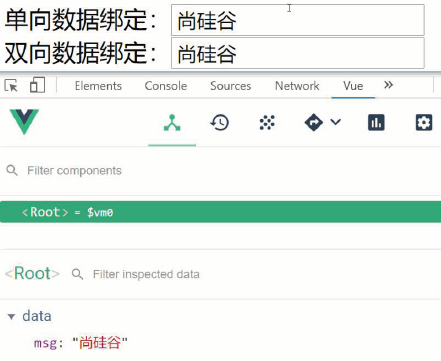 单向数据绑定： 尚硅谷
双向数据绑定： 尚硅谷
Elements Console Sources Network Vue »
Filter components
<Root> = $vm0
<Root> Filter inspected data
data
msg: "尚硅谷"